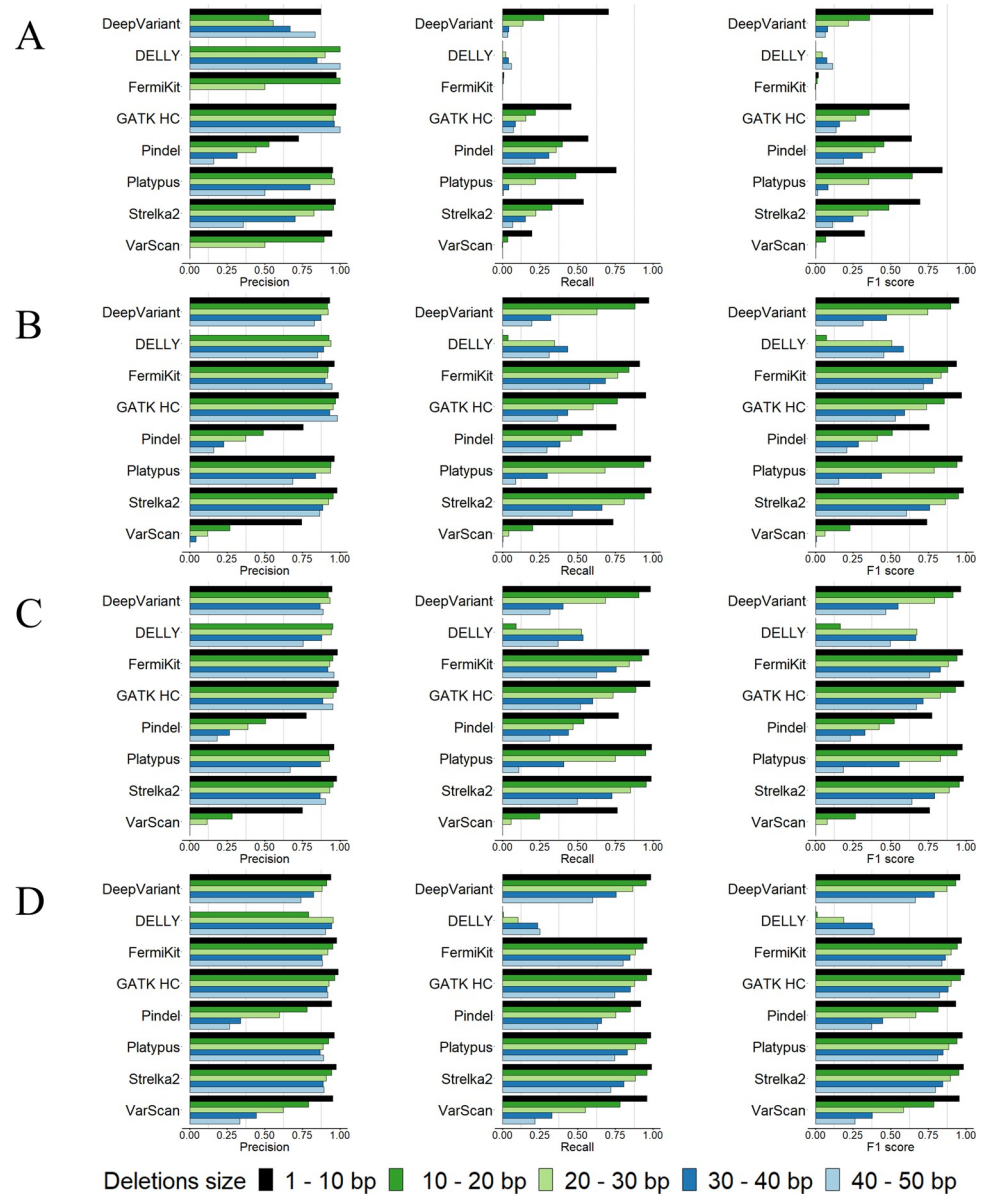 A
DeepVariant
DELLY
FermiKit
GATK HC
Pindel
Platypus
Strelka2
VarScan
0.00 0.25 0.50 0.75 1.00
Precision
DeepVariant
DELLY
FermiKit
GATK HC
Pindel
Platypus
Strelka2
VarScan
0.00 0.25 0.50 0.75 1.00
Recall
DeepVariant
DELLY
FermiKit
GATK HC
Pindel
Platypus
Strelka2
VarScan
0.00 0.25 0.50 0.75 1.00
F1 score
B
DeepVariant
DELLY
FermiKit
GATK HC
Pindel
Platypus
Strelka2
VarScan
0.00 0.25 0.50 0.75 1.00
Precision
DeepVariant
DELLY
FermiKit
GATK HC
Pindel
Platypus
Strelka2
VarScan
0.00 0.25 0.50 0.75 1.00
Recall
DeepVariant
DELLY
FermiKit
GATK HC
Pindel
Platypus
Strelka2
VarScan
0.00 0.25 0.50 0.75 1.00
F1 score
C
DeepVariant
DELLY
FermiKit
GATK HC
Pindel
Platypus
Strelka2
VarScan
0.00 0.25 0.50 0.75 1.00
Precision
DeepVariant
DELLY
FermiKit
GATK HC
Pindel
Platypus
Strelka2
VarScan
0.00 0.25 0.50 0.75 1.00
Recall
DeepVariant
DELLY
FermiKit
GATK HC
Pindel
Platypus
Strelka2
VarScan
0.00 0.25 0.50 0.75 1.00
F1 score
D
DeepVariant
DELLY
FermiKit
GATK HC
Pindel
Platypus
Strelka2
VarScan
0.00 0.25 0.50 0.75 1.00
Precision
DeepVariant
DELLY
FermiKit
GATK HC
Pindel
Platypus
Strelka2
VarScan
0.00 0.25 0.50 0.75 1.00
Recall
DeepVariant
DELLY
FermiKit
GATK HC
Pindel
Platypus
Strelka2
VarScan
0.00 0.25 0.50 0.75 1.00
F1 score
Deletions size 1 - 10 bp 10 - 20 bp 20 - 30 bp 30 - 40 bp 40 - 50 bp